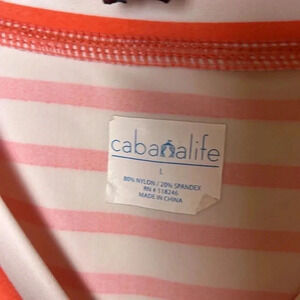 cabanalife
L
80% NYLON / 20% SPANDEX
RN # 118246
MADE IN CHINA